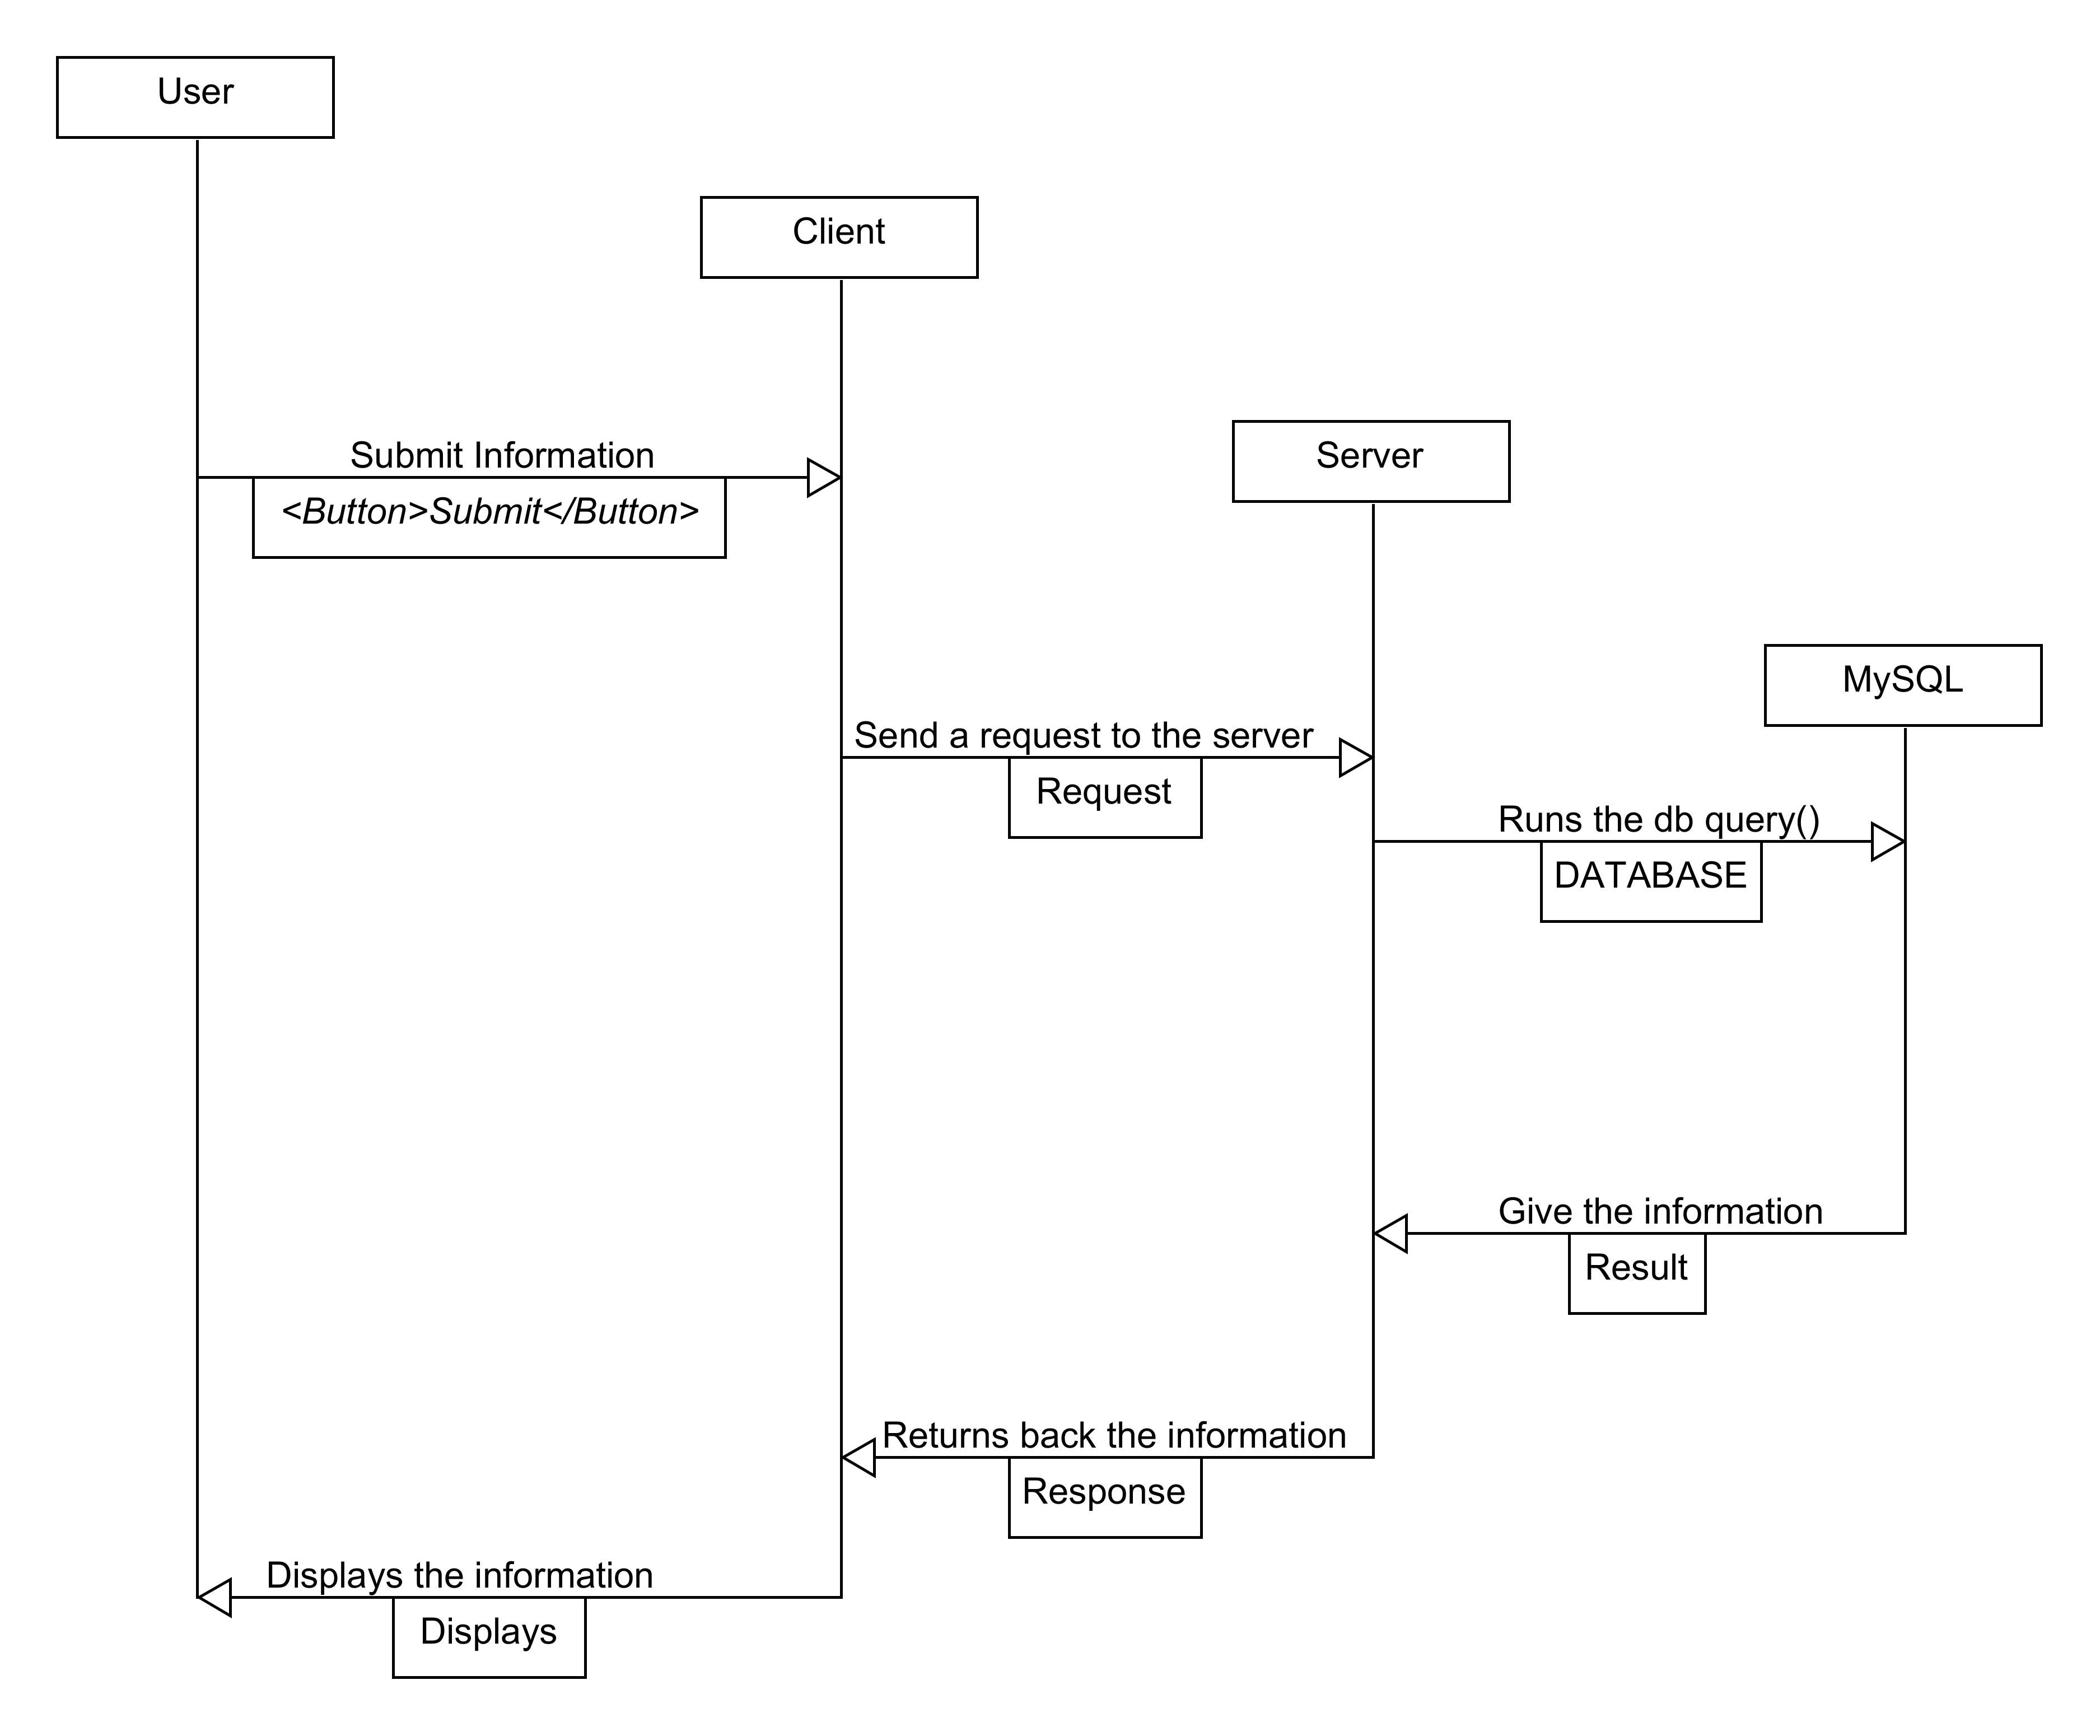 User
Client
Submit Information
<Button>Submit</Button>
Server
MySQL
Send a request to the server
Request
Runs the db query()
DATABASE
Give the information
Result
Returns back the information
Response
Displays the information
Displays